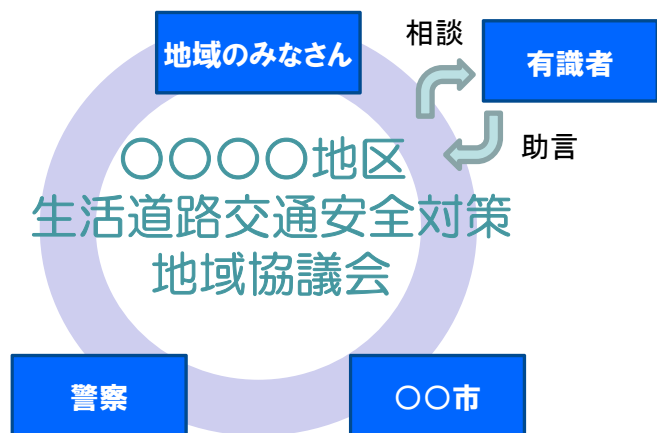 地域のみなさん
相談
有識者
助言
〇〇〇〇地区
生活道路交通安全対策
地域協議会
警察
〇〇市